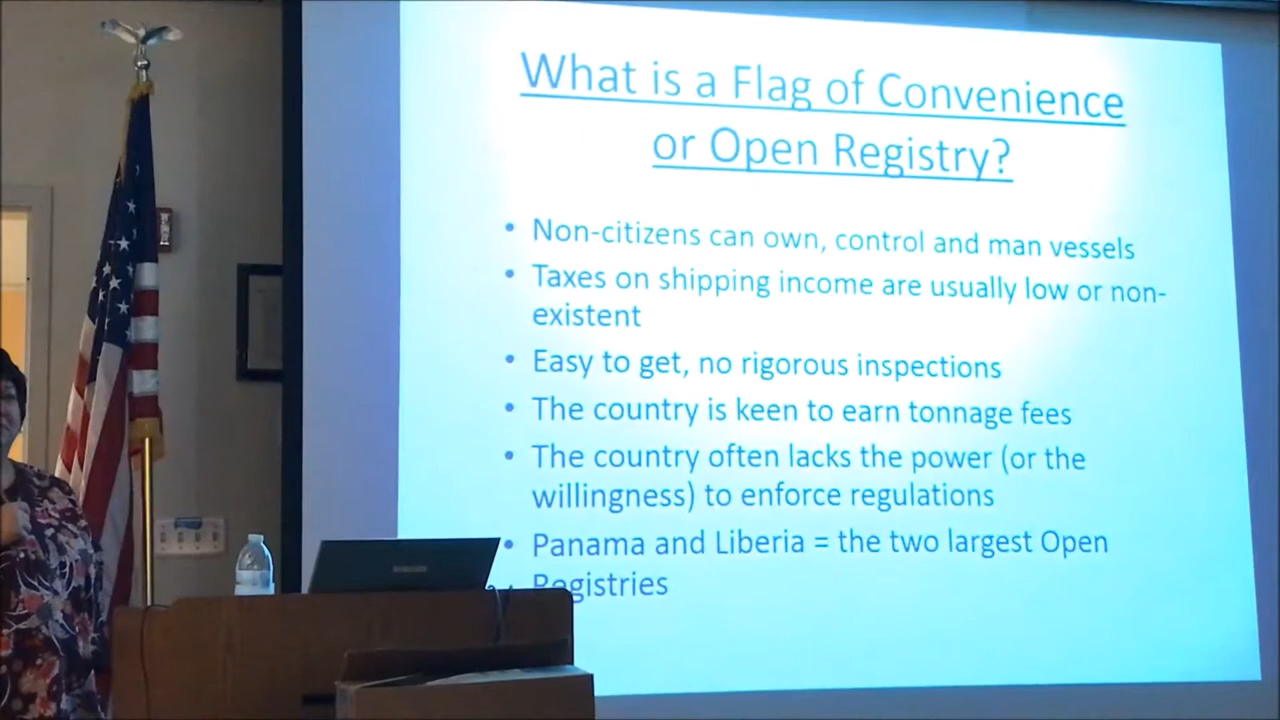 What is a Flag of Convenience
or Open Registry?
• Non-citizens can own, control and man vessels
• Taxes on shipping income are usually low or non-
existent
• Easy to get, no rigorous inspections
• The country is keen to earn tonnage fees
• The country often lacks the power (or the
willingness) to enforce regulations
• Panama and Liberia = the two largest Open
Registries